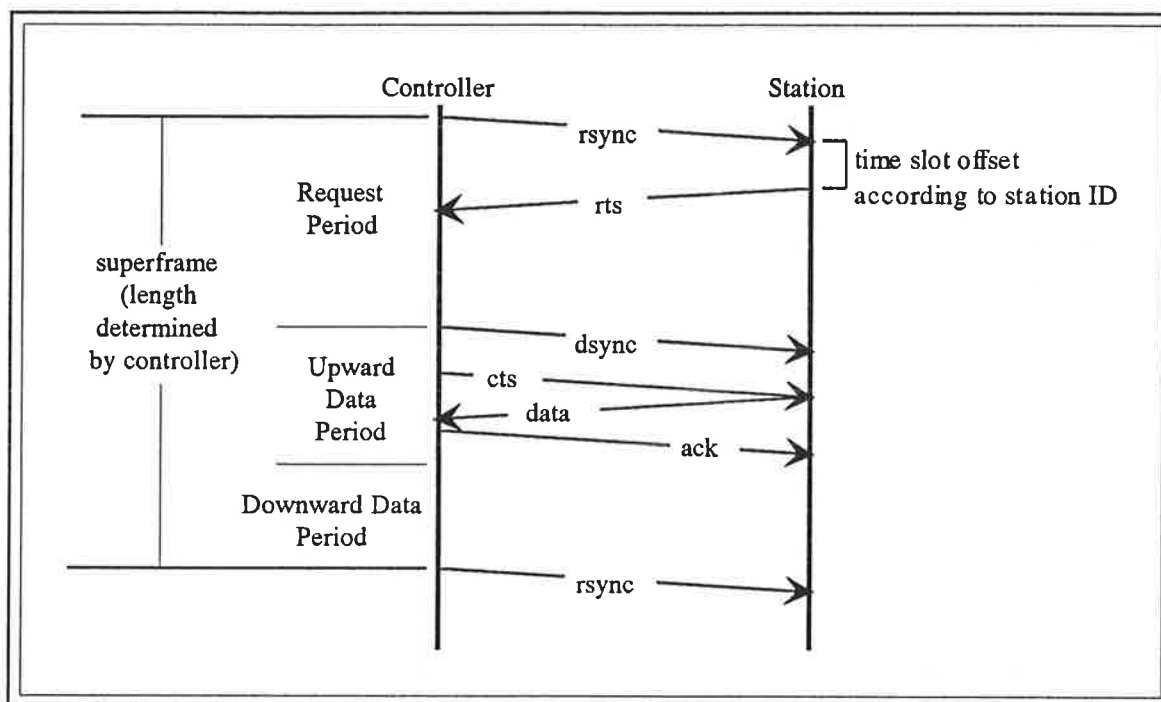 Controller
Station
rsync
time slot offset
according to station ID
rts
Request
Period
superframe
(length
determined
by controller)
dsync
Upward
Data
Period
cts
data
ack
Downward Data
Period
rsync